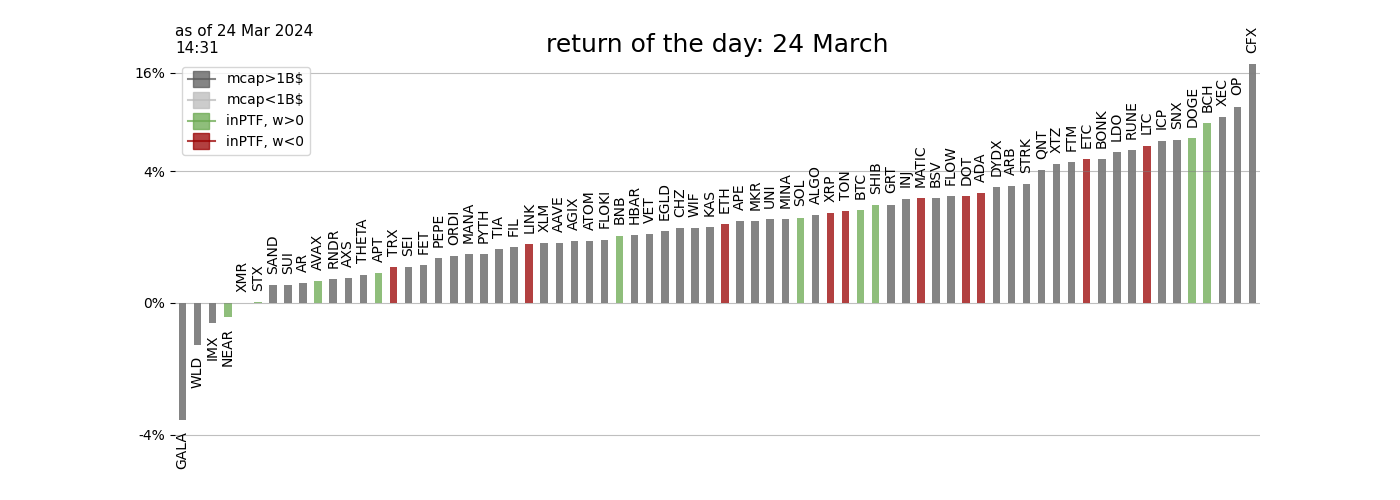 as of 24 Mar 2024
14:31
return of the day: 24 March
mcap>1B$
mcap<1B$
inPTF, w>0
inPTF, w<0
16%
4%
0%
-4%
GALA
WLD
IMX
NEAR
XMR
STX
SAND
SUI
AR
AVAX
RNDR
AXS
THETA
APT
TRX
SEI
FET
PEPE
ORDI
MANA
PYTH
TIA
FIL
LINK
XLM
AAVE
AGIX
ATOM
FLOKI
BNB
HBAR
VET
EGLD
CHZ
WIF
KAS
ETH
APE
MKR
UNI
MINA
SOL
ALGO
XRP
TON
BTC
SHIB
GRT
INJ
MATIC
BSV
FLOW
DOT
ADA
DYDX
ARB
STRK
QNT
XTZ
FTM
ETC
BONK
LDO
RUNE
LTC
ICP
SNX
DOGE
BCH
XEC
OP
CFX